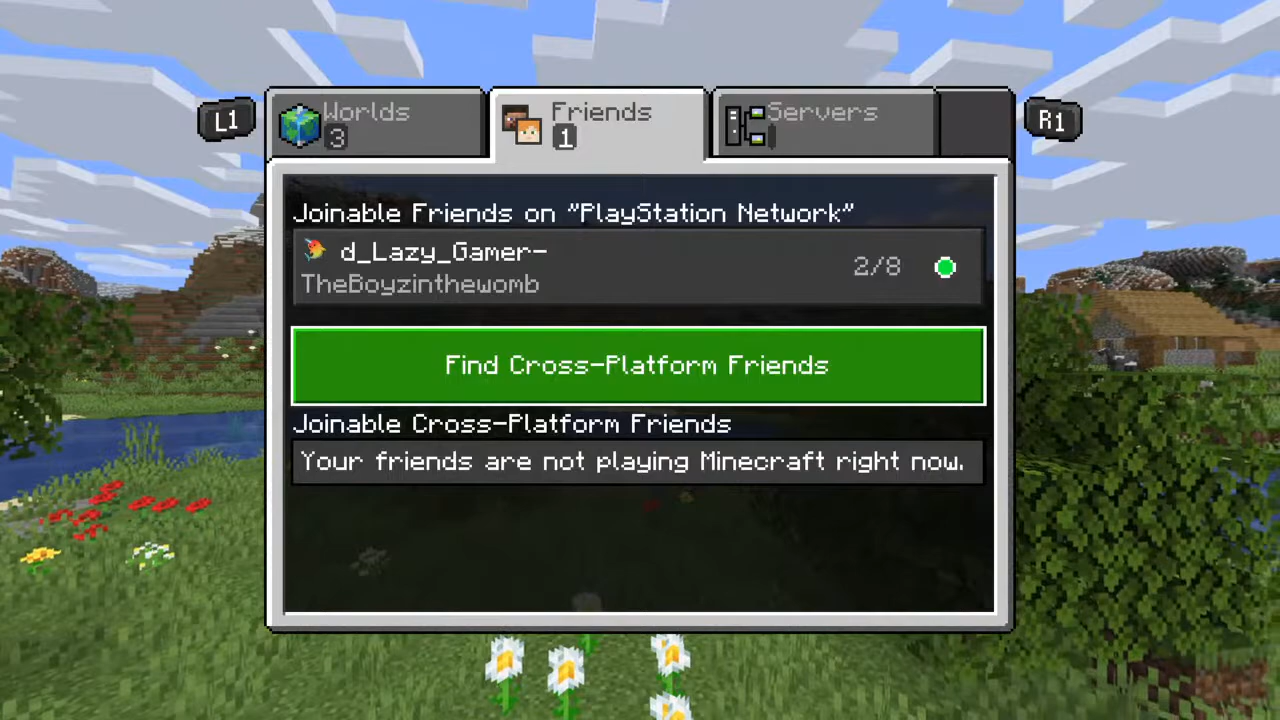 L1
Worlds
3
Friends
1
Servers
R1
Joinable Friends on "PlayStation Network"
d_Lazy_Gamer-
2/8
TheBoyzinthewomb
Find Cross-Platform Friends
Joinable Cross-Platform Friends
Your friends are not playing Minecraft right now.